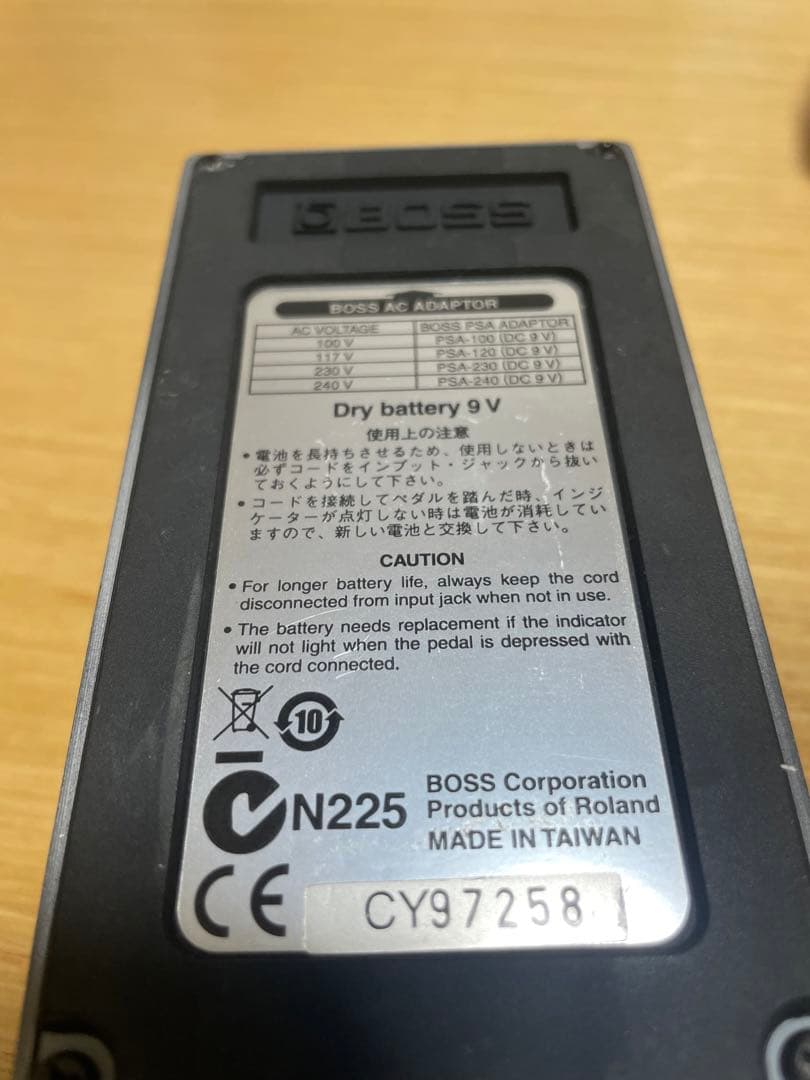 BOSS
BOSS AC ADAPTOR
AC VOLTAGE BOSS PSA ADAPTOR
100 V PSA-100 (DC 9 V)
117 V PSA-120 (DC 9 V)
230 V PSA-230 (DC 9 V)
240 V PSA-240 (DC 9 V)
Dry battery 9 V
使用上の注意
● 電池を長持ちさせるため、使用しないときは
必ずコードをインプット・ジャックから抜い
ておくようにして下さい。
● コードを接続してペダルを踏んだ時、インジ
ケーターが点灯しない時は電池が消耗してい
ますので、新しい電池と交換して下さい。
CAUTION
● For longer battery life, always keep the cord
disconnected from input jack when not in use.
● The battery needs replacement if the indicator
will not light when the pedal is depressed with
the cord connected.
10
N225
BOSS Corporation
Products of Roland
MADE IN TAIWAN
CE
CY97258